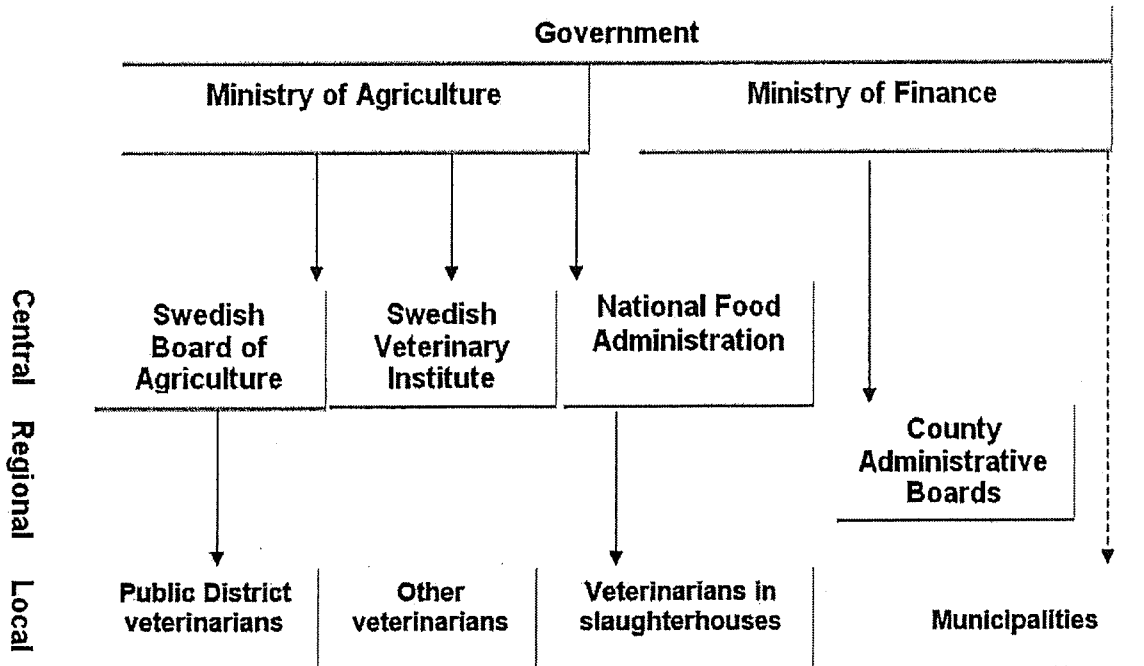 Government
Ministry of Agriculture
Ministry of Finance
Central
Swedish
Board of
Agriculture
Swedish
Veterinary
Institute
National Food
Administration
Regional
County
Administrative
Boards
Local
Public District
veterinarians
Other
veterinarians
Veterinarians in
slaughterhouses
Municipalities